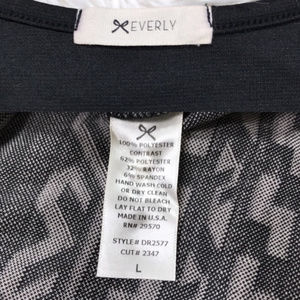 EVERLY
100% POLYESTER
CONTRAST
62% POLYESTER
32% RAYON
6% SPANDEX
HAND WASH COLD
OR DRY CLEAN
DO NOT BLEACH
LAY FLAT TO DRY
MADE IN U.S.A.
RN# 29570
STYLE# DR2577
CUT# 2347
L